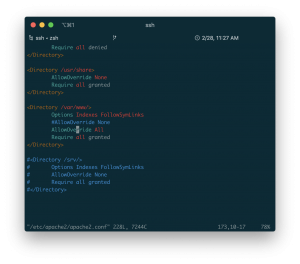 ssh
ssh • zsh
2/28, 11:27 AM
Require all denied
</Directory>
<Directory /usr/share>
AllowOverride None
Require all granted
</Directory>
<Directory /var/www/>
Options Indexes FollowSymLinks
#AllowOverride None
AllowOverride All
Require all granted
</Directory>
#<Directory /srv/>
# Options Indexes FollowSymLinks
# AllowOverride None
# Require all granted
#</Directory>
"/etc/apache2/apache2.conf" 228L, 7244C 173,10-17 78%